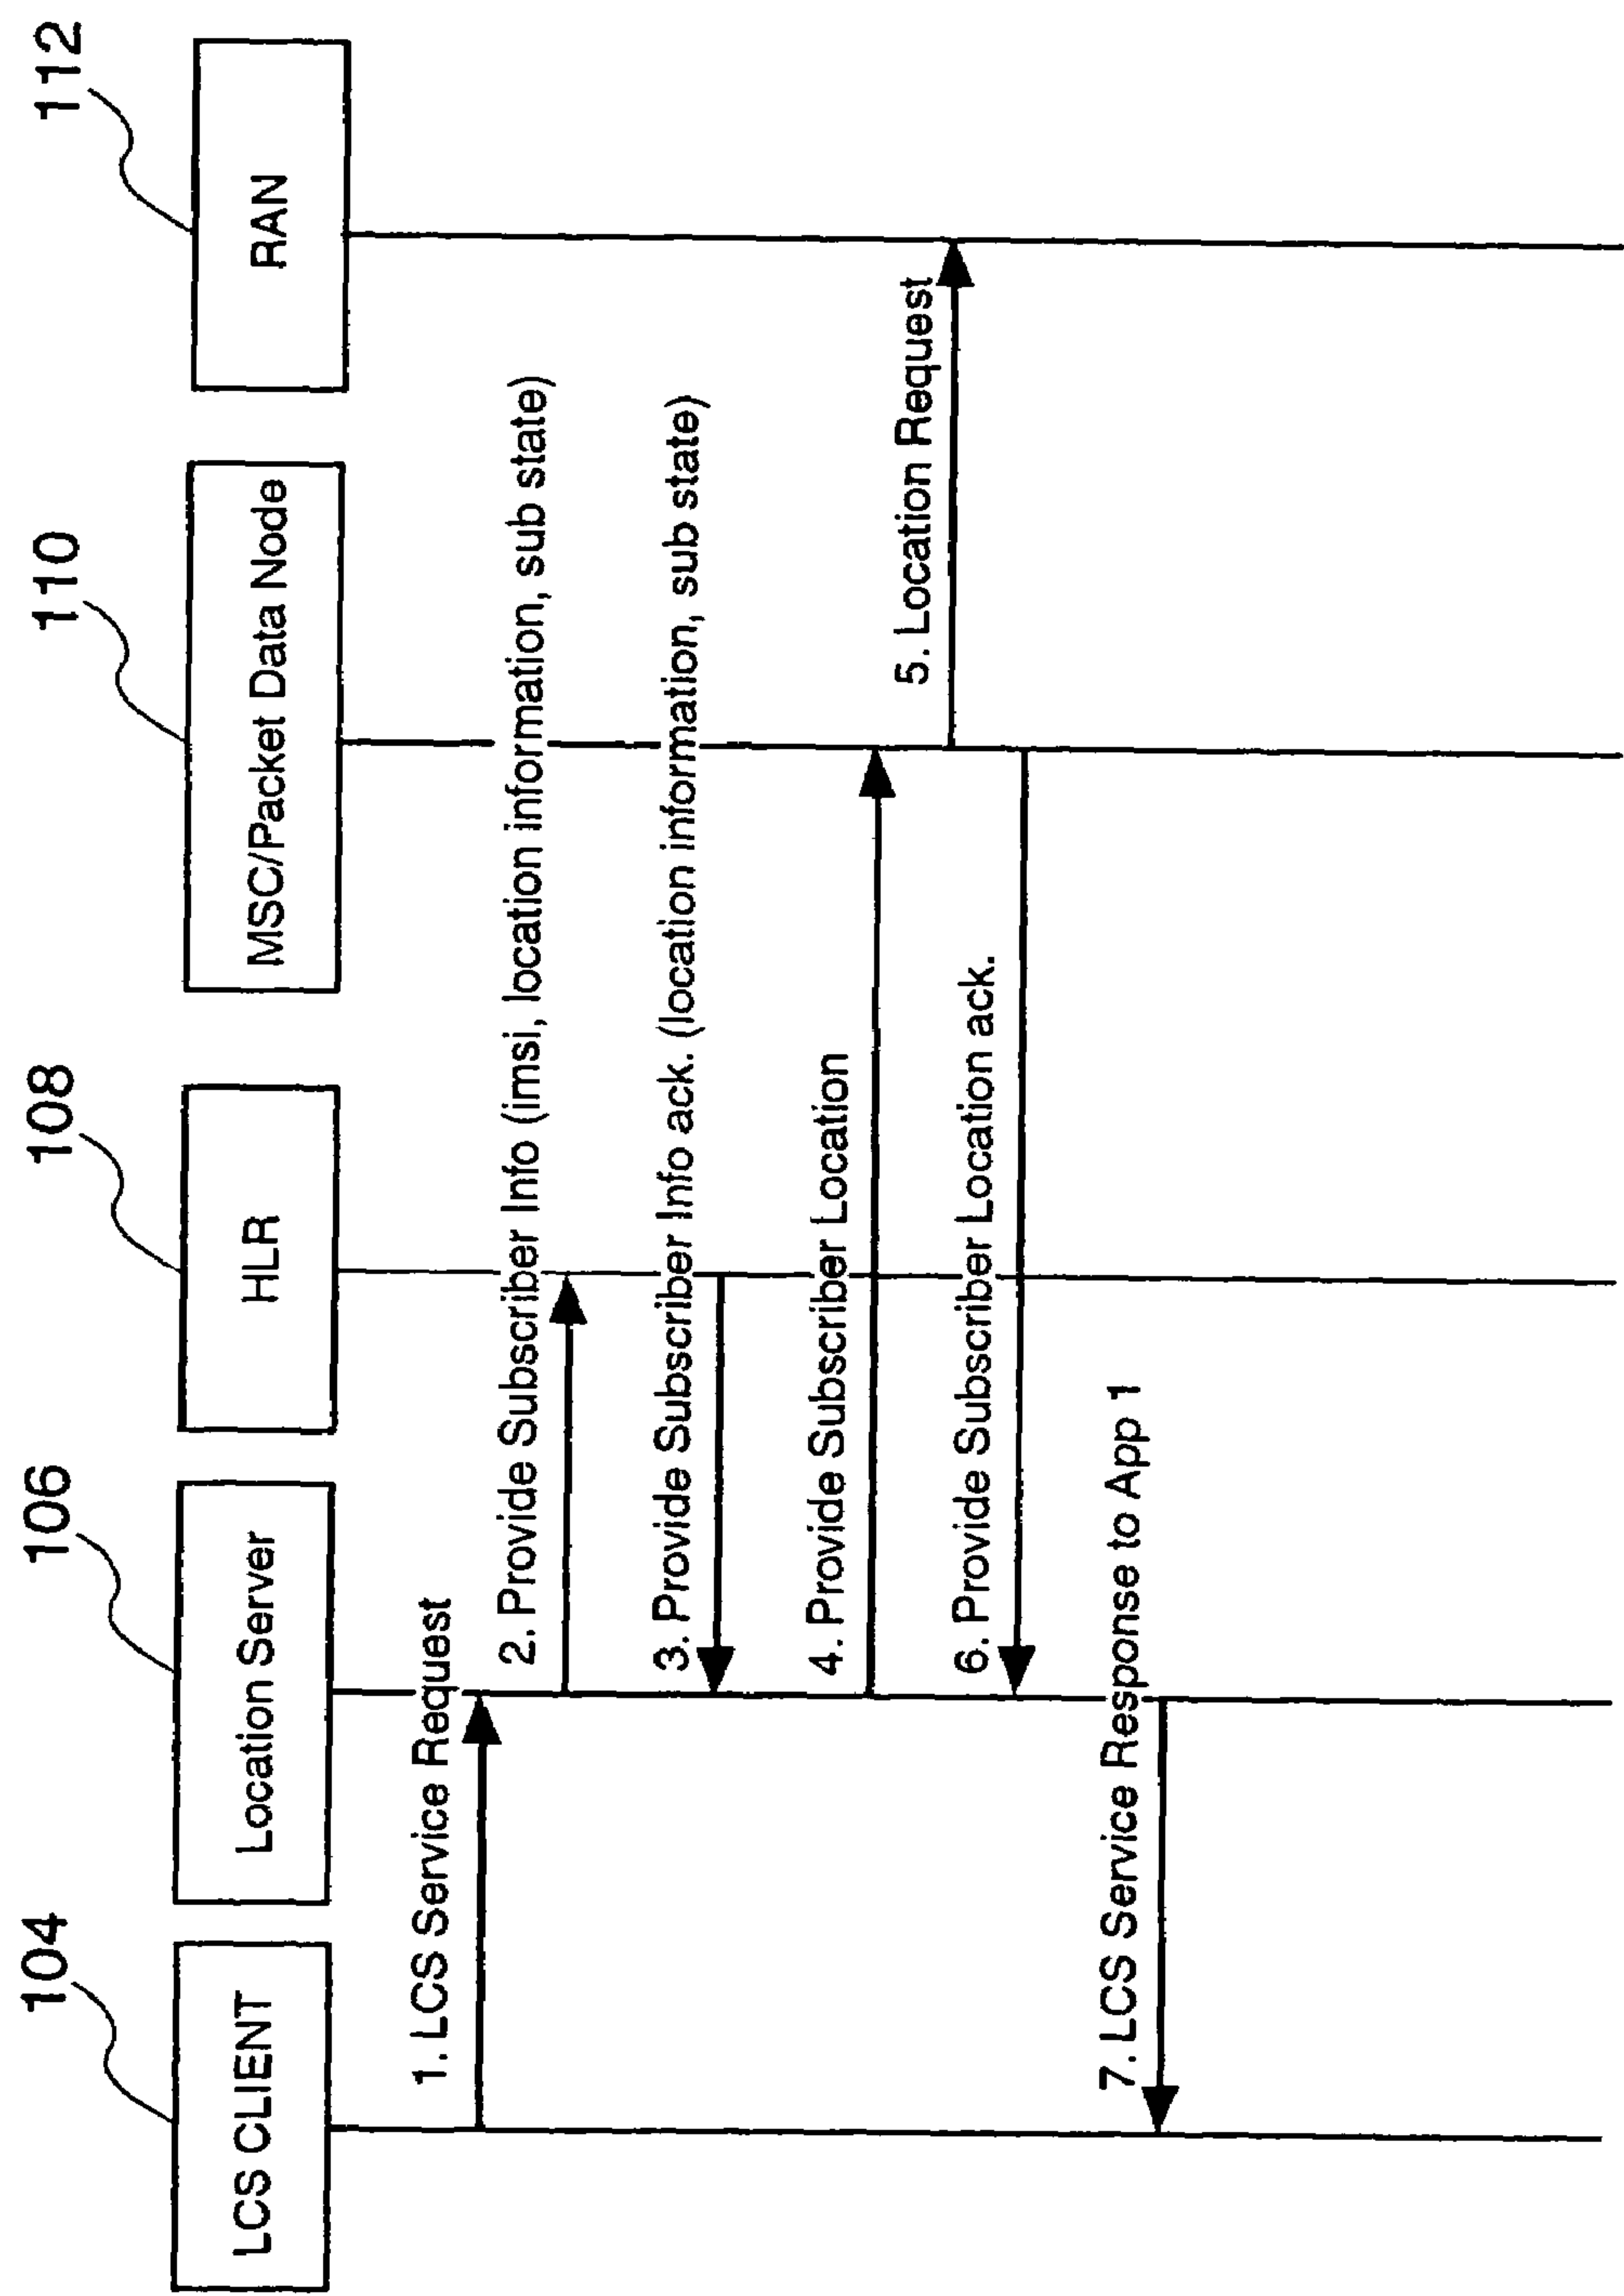 104
106
108
110
112
LCS CLIENT
Location Server
HLR
MSC/Packet Data Node
RAN
1. LCS Service Request
2. Provide Subscriber Info (imsi, location information, sub state)
3. Provide Subscriber Info ack. (location information, sub state)
4. Provide Subscriber Location
5. Location Request
6. Provide Subscriber Location ack.
7. LCS Service Response to App 1